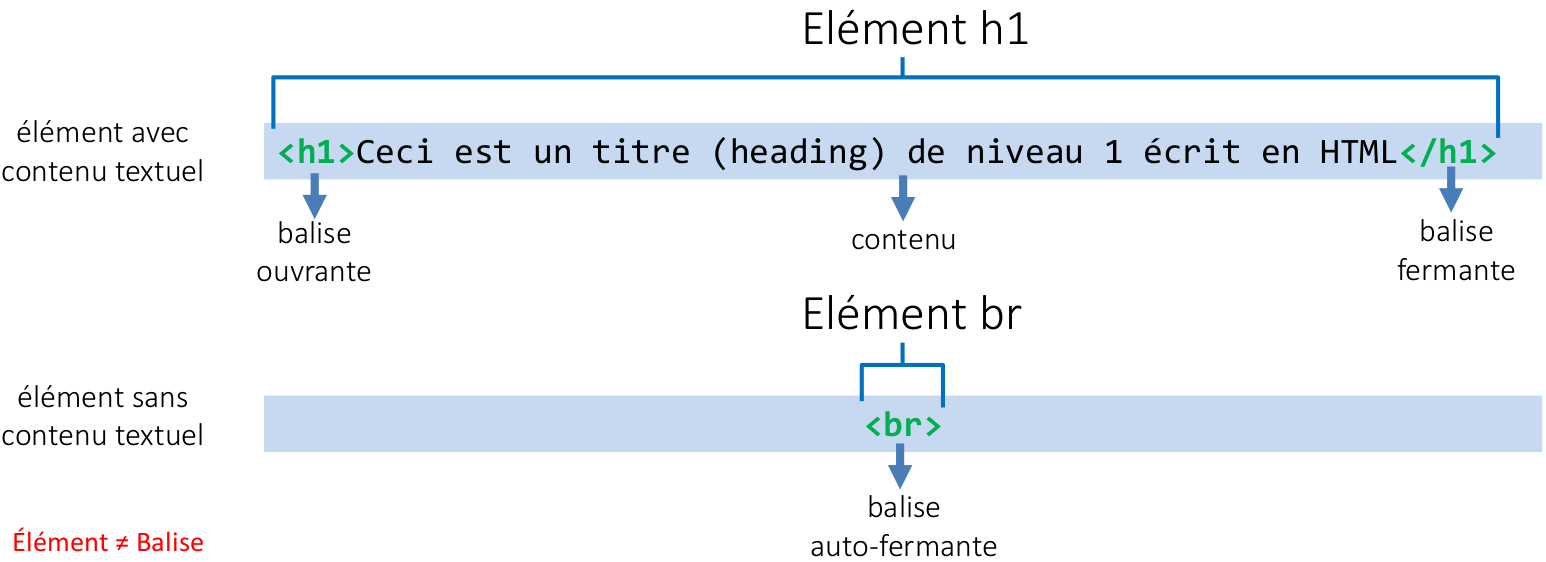 Elément h1
élément avec
contenu textuel
<h1>Ceci est un titre (heading) de niveau 1 écrit en HTML</h1>
balise
ouvrante
contenu
balise
fermante
Elément br
élément sans
contenu textuel
<br>
balise
auto-fermante
Élément ≠ Balise